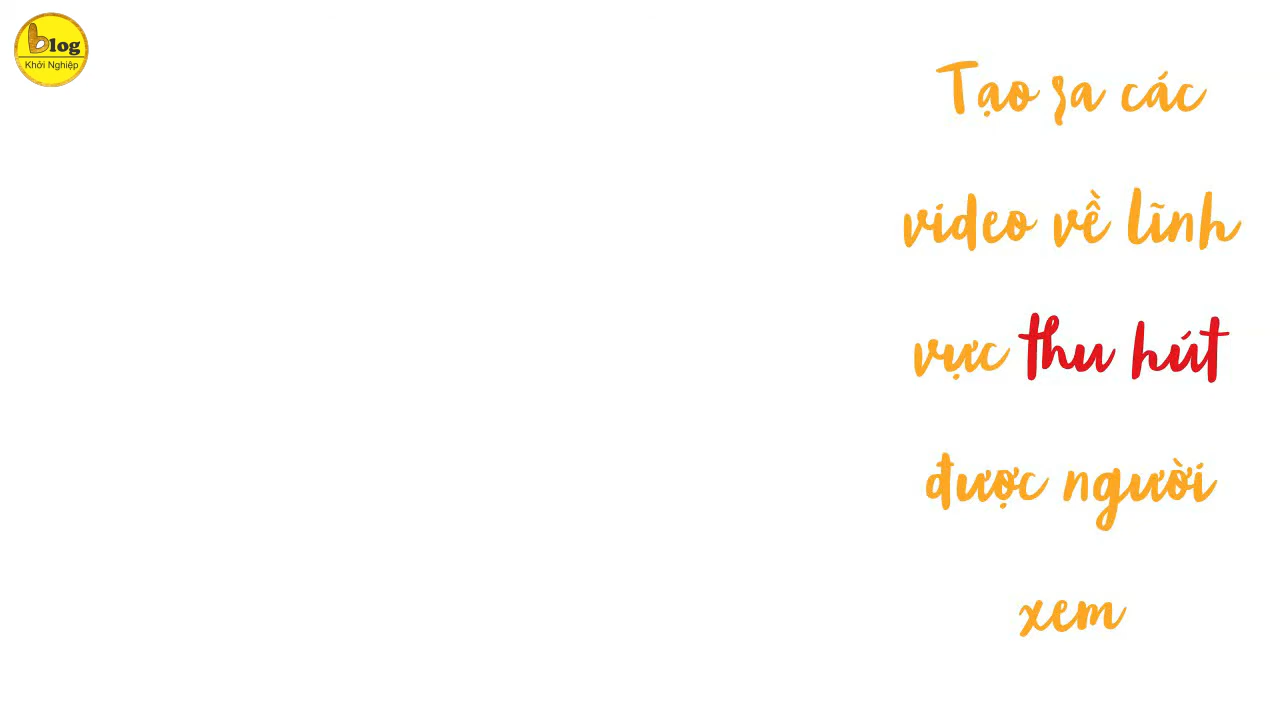 blog
Khởi Nghiệp
Tạo ra các
video về lĩnh
vực thu hút
được người
xem